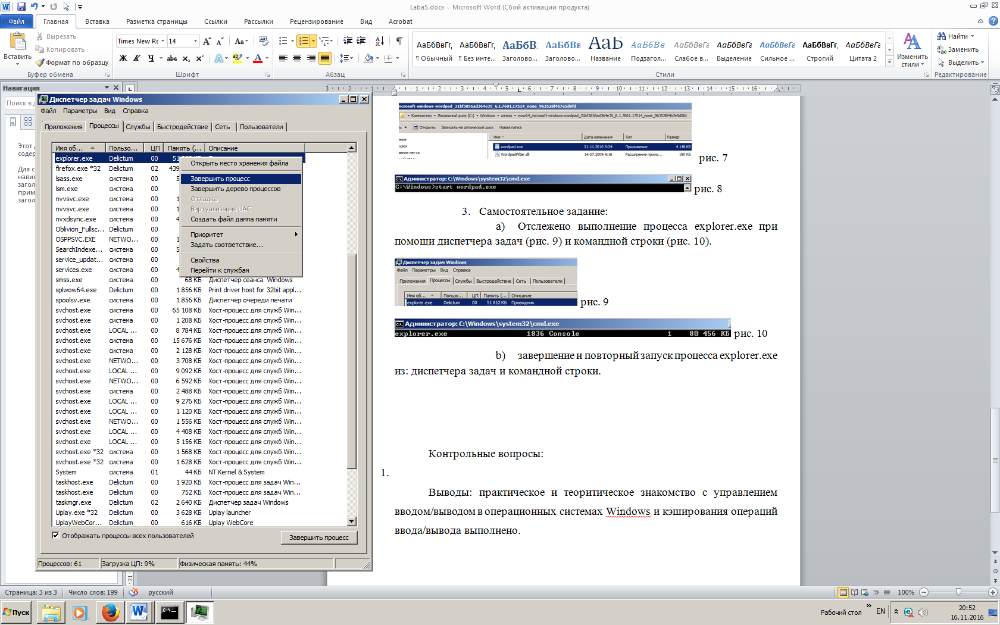 Laba5.docx - Microsoft Word (Сбой активации продукта)
Файл Главная Вставка Разметка страницы Ссылки Рассылки Рецензирование Вид Acrobat
Вставить
Вырезать
Копировать
Формат по образцу
Буфер обмена
Times New Ro 14
Ж К Ч abc x₂ x²
Шрифт
Абзац
АаБбВвГг АаБбВвГг АаБбВ АаБбВв АаБ АаБбВв АаБбВвГг АаБбВвГг АаБбВвГг АаБбВвГг АаБбВвГг
¶ Обычный ¶ Без инте... Заголово... Заголово... Название Подзагол... Слабое в... Выделение Сильное ... Строгий Цитата 2
Стили
Изменить стили
Найти
Заменить
Выделить
Редактирование
Навигация
Поиск в д
Этот д
содер
Для с
навиг
загол
прим
загол
Диспетчер задач Windows
Файл Параметры Вид Справка
Приложения Процессы Службы Быстродействие Сеть Пользователи
Имя об... Пользо... ЦП Память (... Описание
explorer.exe Delictum 00 51
firefox.exe *32 Delictum 02 439
lsass.exe система 00 5
lsm.exe система 00
nvvsvc.exe система 00 1
nvvsvc.exe система 00 1
nvxdsync.exe система 00 4
Oblivion_Fullsc... Delictum 00
OSPPSVC.EXE NETWO... 00 1
SearchIndexe... система 00 5
service_updat... система 00
services.exe система 00 4
smss.exe система 00 68 КБ Диспетчер сеанса Windows
splwow64.exe Delictum 00 1 856 КБ Print driver host for 32bit appl...
spoolsv.exe система 00 1 856 КБ Диспетчер очереди печати
svchost.exe система 00 65 108 КБ Хост-процесс для служб Win...
svchost.exe система 00 1 208 КБ Хост-процесс для служб Win...
svchost.exe LOCAL ... 00 8 784 КБ Хост-процесс для служб Win...
svchost.exe система 00 15 676 КБ Хост-процесс для служб Win...
svchost.exe система 00 2 128 КБ Хост-процесс для служб Win...
svchost.exe NETWO... 00 3 708 КБ Хост-процесс для служб Win...
svchost.exe LOCAL ... 00 9 092 КБ Хост-процесс для служб Win...
svchost.exe NETWO... 00 6 592 КБ Хост-процесс для служб Win...
svchost.exe система 00 2 488 КБ Хост-процесс для служб Win...
svchost.exe LOCAL ... 00 9 276 КБ Хост-процесс для служб Win...
svchost.exe LOCAL ... 00 1 120 КБ Хост-процесс для служб Win...
svchost.exe NETWO... 00 1 556 КБ Хост-процесс для служб Win...
svchost.exe LOCAL ... 00 4 408 КБ Хост-процесс для служб Win...
svchost.exe LOCAL ... 00 5 156 КБ Хост-процесс для служб Win...
svchost.exe *32 система 00 1 568 КБ Хост-процесс для служб Win...
svchost.exe *32 система 00 1 628 КБ Хост-процесс для служб Win...
System система 01 44 КБ NT Kernel & System
taskhost.exe Delictum 00 1 920 КБ Хост-процесс для задач Win...
taskhost.exe Delictum 00 752 КБ Хост-процесс для задач Win...
taskmgr.exe Delictum 02 2 640 КБ Диспетчер задач Windows
Uplay.exe *32 Delictum 00 3 628 КБ Uplay launcher
UplayWebCor... Delictum 00 616 КБ Uplay WebCore
Открыть место хранения файла
Завершить процесс
Завершить дерево процессов
Отладка
Виртуализация UAC
Создать файл дампа памяти
Приоритет
Задать соответствие...
Свойства
Перейти к службам
Отображать процессы всех пользователей
Завершить процесс
Процессов: 61 Загрузка ЦП: 9% Физическая память: 44%
3 2 1 1 2 3 4 5 6 7 8 9 10 11 12 13 14 15 16
icrosoft-windows-wordpad_31bf3856ad364e35_6.1.7601.17514_none_963528f4b7e5d0fd
Компьютер Локальный диск (C:) Windows winsxs wow64_microsoft-windows-wordpad_31bf3856ad364e35_6.1.7601.17514_none_963528f4b7e5d0fd
Открыть Записать на оптический диск Новая папка
Имя Дата изменения Тип Размер
wordpad.exe 21.11.2010 5:24 Приложение 4 148 КБ
WordpadFilter.dll 14.07.2009 4:16 Расширение прило... 190 КБ
нное
рузки
авние места
рис. 7
Администратор: C:\Windows\system32\cmd.exe
C:\Windows>start wordpad.exe
рис. 8
3. Самостоятельное задание:
a) Отслежено выполнение процесса explorer.exe при
помощи диспетчера задач (рис. 9) и командной строки (рис. 10).
Диспетчер задач Windows
Файл Параметры Вид Справка
Приложения Процессы Службы Быстродействие Сеть Пользователи
Имя об... Пользо... ЦП Память (... Описание
explorer.exe Delictum 00 51 812 КБ Проводник
рис. 9
Администратор: C:\Windows\system32\cmd.exe
explorer.exe 1836 Console 1 80 456 КБ
рис. 10
b) завершение и повторный запуск процесса explorer.exe
из: диспетчера задач и командной строки.
Контрольные вопросы:
1.
Выводы: практическое и теоритическое знакомство с управлением
вводом/выводом в операционных системах Windows и кэширования операций
ввода/вывода выполнено.
21
Страница: 3 из 3 Число слов: 199 русский 100%
Пуск
Рабочий стол
EN
20:52
16.11.2016